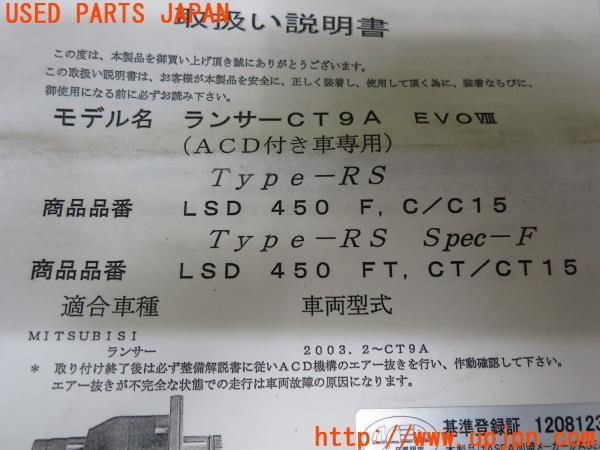 USED PARTS JAPAN
取扱い説明書
この度は、本製品を御買い上げ頂き誠にありがとうございます。
この取扱い説明書は、お客様が本製品を安全に、正しく装着し、使用して頂く為に、装着ならびに、
御使用になる前に必ずお読み下さい。
モデル名 ランサーCT9A EVOⅧ
(ACD付き車専用)
Type-RS
商品品番 LSD 450 F, C/C15
Type-RS Spec-F
商品品番 LSD 450 FT, CT/CT15
適合車種 車両型式
MITSUBISI
ランサー 2003. 2~CT9A
* 取り付け終了後は必ず整備解説書に従いACD機構のエアー抜きを行い、作動確認して下さい。
エアー抜きが不完全な状態での走行は車両故障の原因になります。
基準登録証 1208123
http://www.upjpn.com